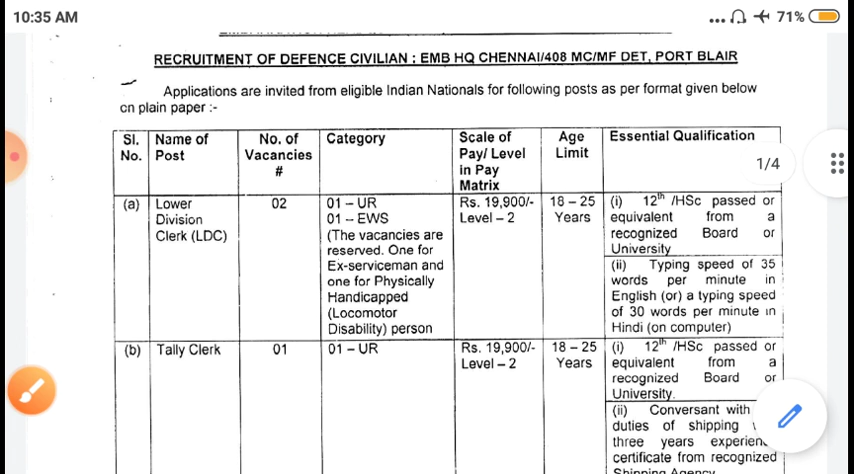 10:35 AM
... 71%
RECRUITMENT OF DEFENCE CIVILIAN : EMB HQ CHENNAI/408 MC/MF DET, PORT BLAIR
Applications are invited from eligible Indian Nationals for following posts as per format given below
on plain paper :-
Sl. No. Name of Post No. of Vacancies # Category Scale of Pay/ Level in Pay Matrix Age Limit Essential Qualification
1/4
(a) Lower Division Clerk (LDC) 02
01 – UR
01 – EWS
(The vacancies are
reserved. One for
Ex-serviceman and
one for Physically
Handicapped
(Locomotor
Disability) person
Rs. 19,900/-
Level – 2
18 – 25
Years
(i) 12th /HSc passed or
equivalent from a
recognized Board or
University
(ii) Typing speed of 35
words per minute in
English (or) a typing speed
of 30 words per minute in
Hindi (on computer)
(b) Tally Clerk 01 01 – UR
Rs. 19,900/-
Level – 2
18 – 25
Years
(i) 12th /HSc passed or
equivalent from a
recognized Board or
University.
(ii) Conversant with
duties of shipping
three years
certificate from recognized
Shipping Agency